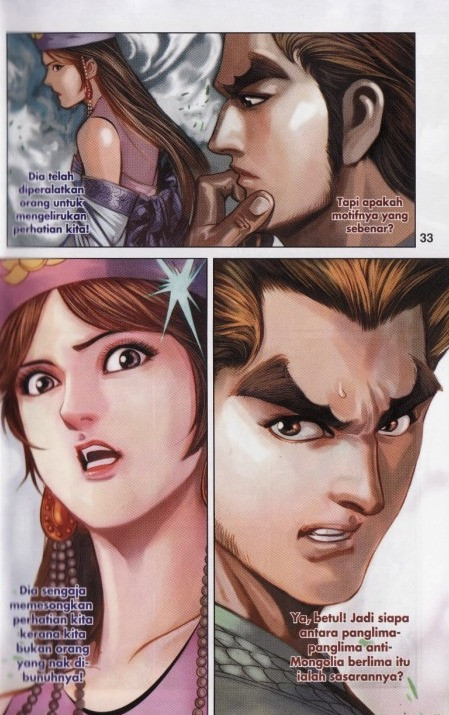 Dia telah
diperalatkan
orang untuk
mengelirukan
perhatian kita!
Tapi apakah
motifnya yang
sebenar?
33
Dia sengaja
memesongkan
perhatian kita
kerana kita
bukan orang
yang nak di-
bunuhnya!
Ya, betul! Jadi siapa
antara panglima-
panglima anti-
Mongolia berlima itu
ialah sasarannya?